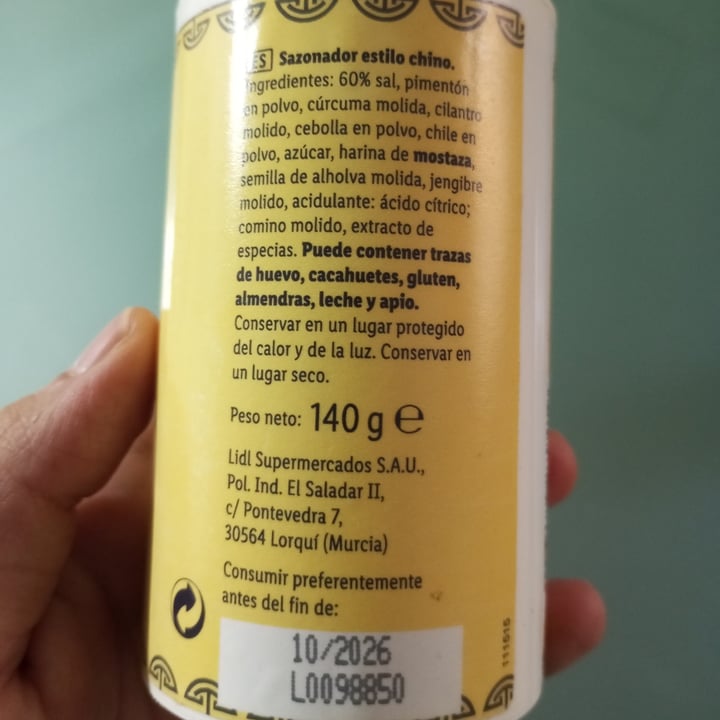 ES Sazonador estilo chino.
Ingredientes: 60% sal, pimentón
en polvo, cúrcuma molida, cilantro
molido, cebolla en polvo, chile en
polvo, azúcar, harina de mostaza,
semilla de alholva molida, jengibre
molido, acidulante: ácido cítrico;
comino molido, extracto de
especias. Puede contener trazas
de huevo, cacahuetes, gluten,
almendras, leche y apio.
Conservar en un lugar protegido
del calor y de la luz. Conservar en
un lugar seco.
Peso neto: 140 g ℮
Lidl Supermercados S.A.U.,
Pol. Ind. El Saladar II,
c/ Pontevedra 7,
30564 Lorquí (Murcia)
Consumir preferentemente
antes del fin de:
10/2026
L0098850
111515